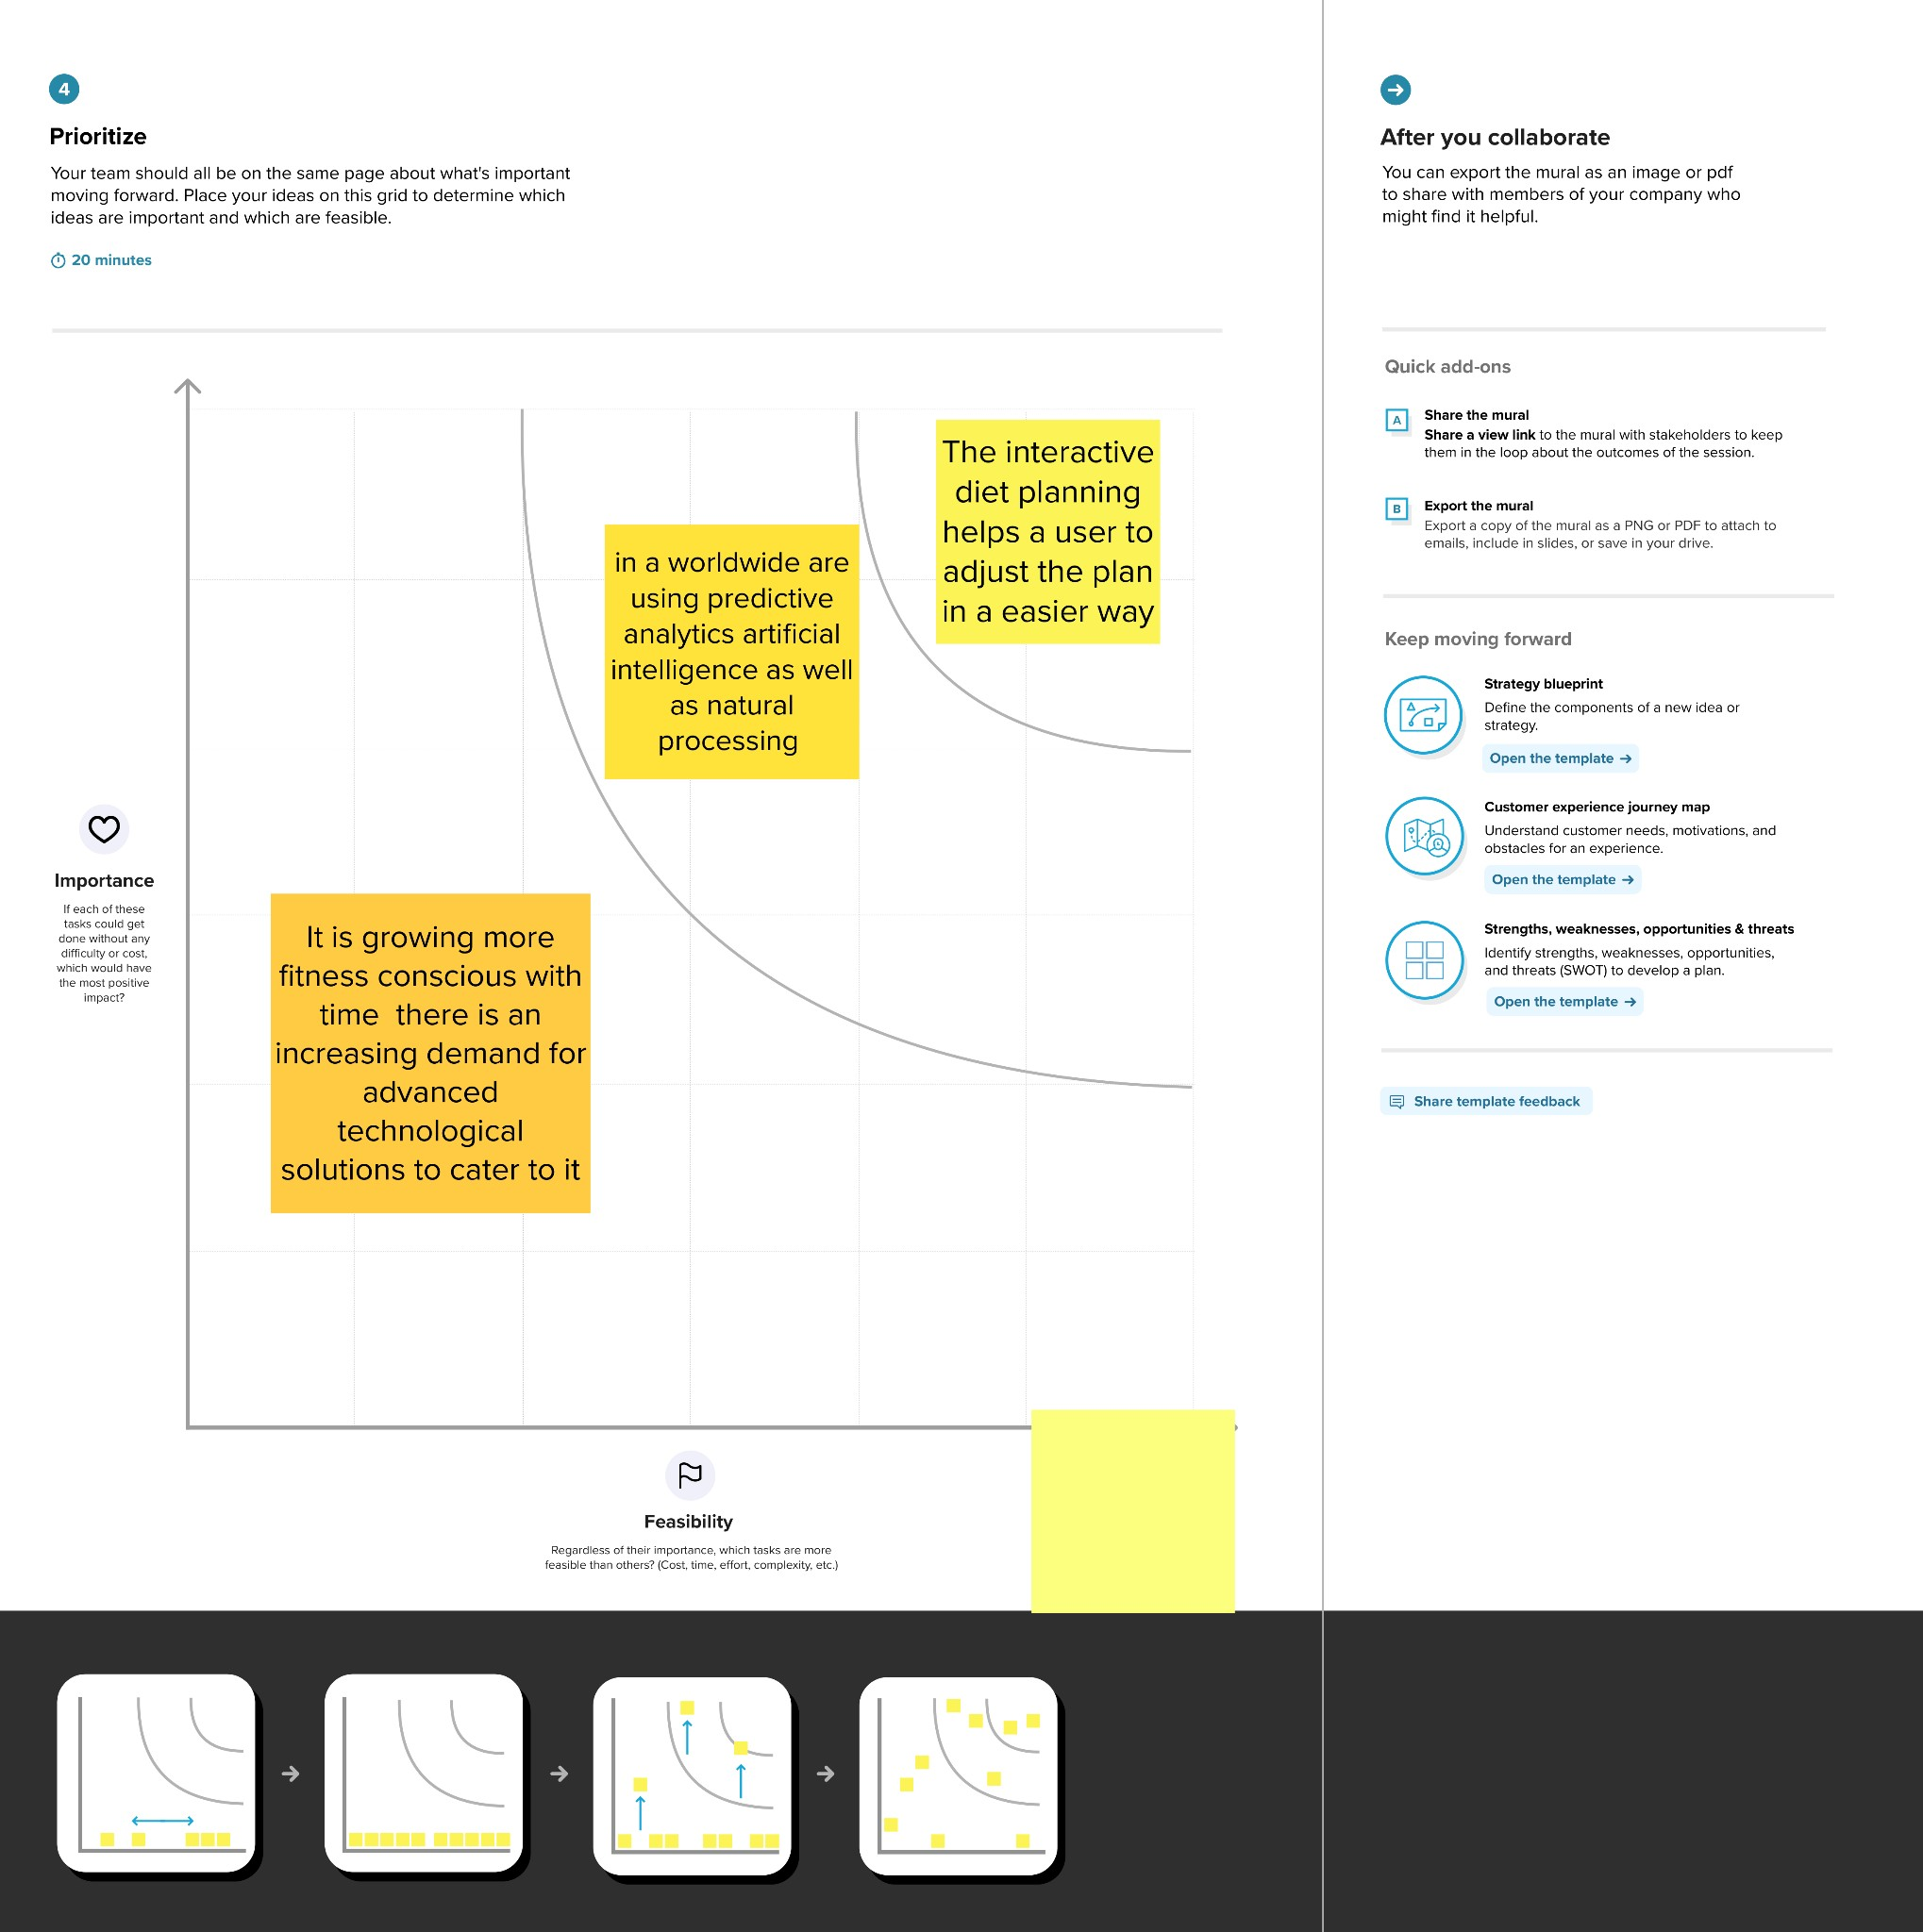 4
Prioritize
Your team should all be on the same page about what's important
moving forward. Place your ideas on this grid to determine which
ideas are important and which are feasible.
20 minutes
The interactive
diet planning
helps a user to
adjust the plan
in a easier way
in a worldwide are
using predictive
analytics artificial
intelligence as well
as natural
processing
It is growing more
fitness conscious with
time  there is an
increasing demand for
advanced
technological
solutions to cater to it
Importance
If each of these
tasks could get
done without any
difficulty or cost,
which would have
the most positive
impact?
Feasibility
Regardless of their importance, which tasks are more
feasible than others? (Cost, time, effort, complexity, etc.)
After you collaborate
You can export the mural as an image or pdf
to share with members of your company who
might find it helpful.
Quick add-ons
A
Share the mural
Share a view link to the mural with stakeholders to keep
them in the loop about the outcomes of the session.
B
Export the mural
Export a copy of the mural as a PNG or PDF to attach to
emails, include in slides, or save in your drive.
Keep moving forward
Strategy blueprint
Define the components of a new idea or
strategy.
Open the template →
Customer experience journey map
Understand customer needs, motivations, and
obstacles for an experience.
Open the template →
Strengths, weaknesses, opportunities & threats
Identify strengths, weaknesses, opportunities,
and threats (SWOT) to develop a plan.
Open the template →
Share template feedback